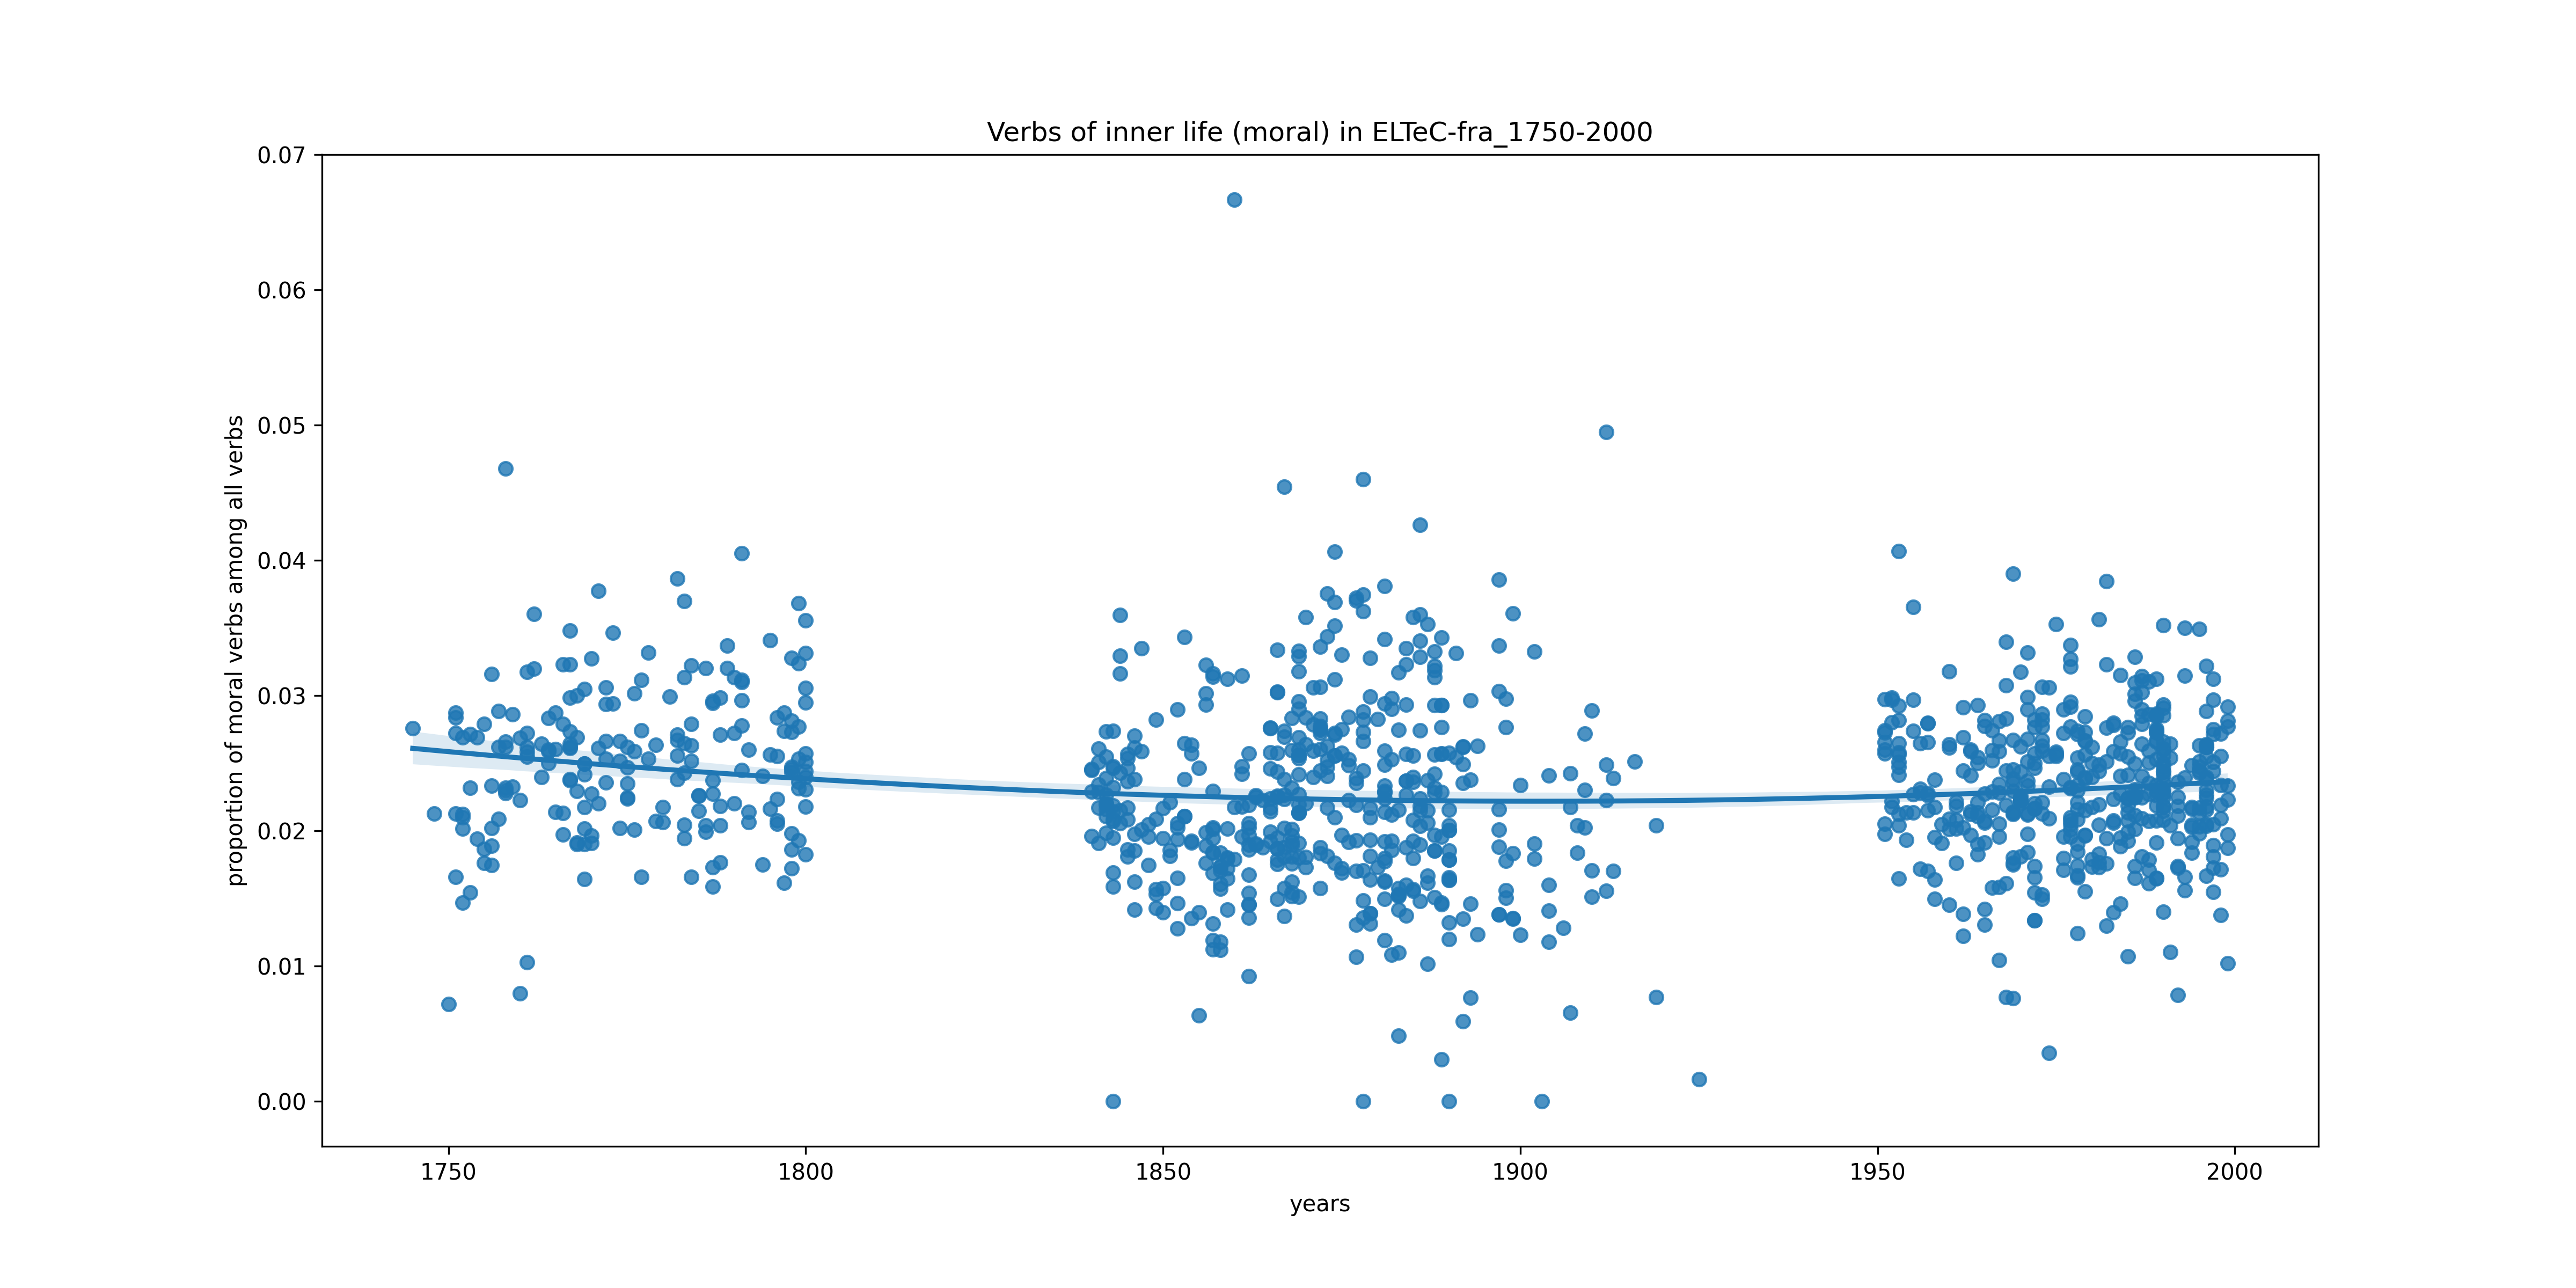 Verbs of inner life (moral) in ELTeC-fra_1750-2000
proportion of moral verbs among all verbs
0.07
0.06
0.05
0.04
0.03
0.02
0.01
0.00
1750 1800 1850 1900 1950 2000
years